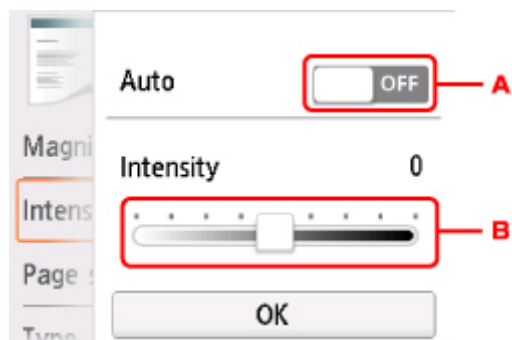 Auto OFF A
Magni
Intensity 0
Intens
B
Page
OK